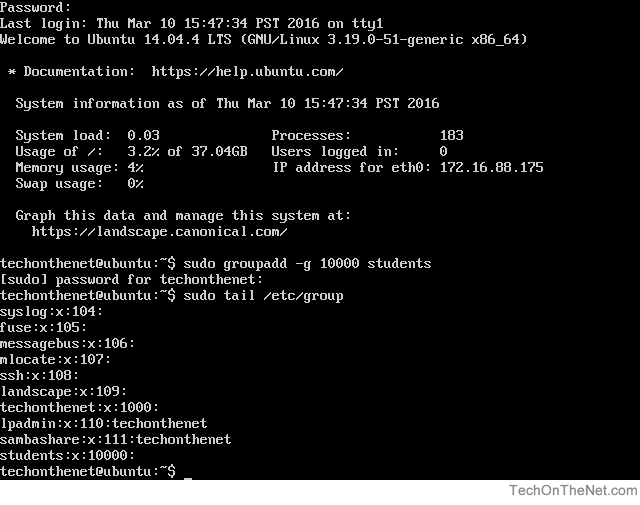 Password:
Last login: Thu Mar 10 15:47:34 PST 2016 on tty1
Welcome to Ubuntu 14.04.4 LTS (GNU/Linux 3.19.0-51-generic x86_64)
* Documentation:  https://help.ubuntu.com/
System information as of Thu Mar 10 15:47:34 PST 2016
System load:  0.03                Processes:           183
Usage of /:   3.2% of 37.04GB   Users logged in:     0
Memory usage: 4%                  IP address for eth0: 172.16.88.175
Swap usage:   0%
Graph this data and manage this system at:
https://landscape.canonical.com/
techonthenet@ubuntu:~$ sudo groupadd -g 10000 students
[sudo] password for techonthenet:
techonthenet@ubuntu:~$ sudo tail /etc/group
syslog:x:104:
fuse:x:105:
messagebus:x:106:
mlocate:x:107:
ssh:x:108:
landscape:x:109:
techonthenet:x:1000:
lpadmin:x:110:techonthenet
sambashare:x:111:techonthenet
students:x:10000:
techonthenet@ubuntu:~$ _
TechOnTheNet.com